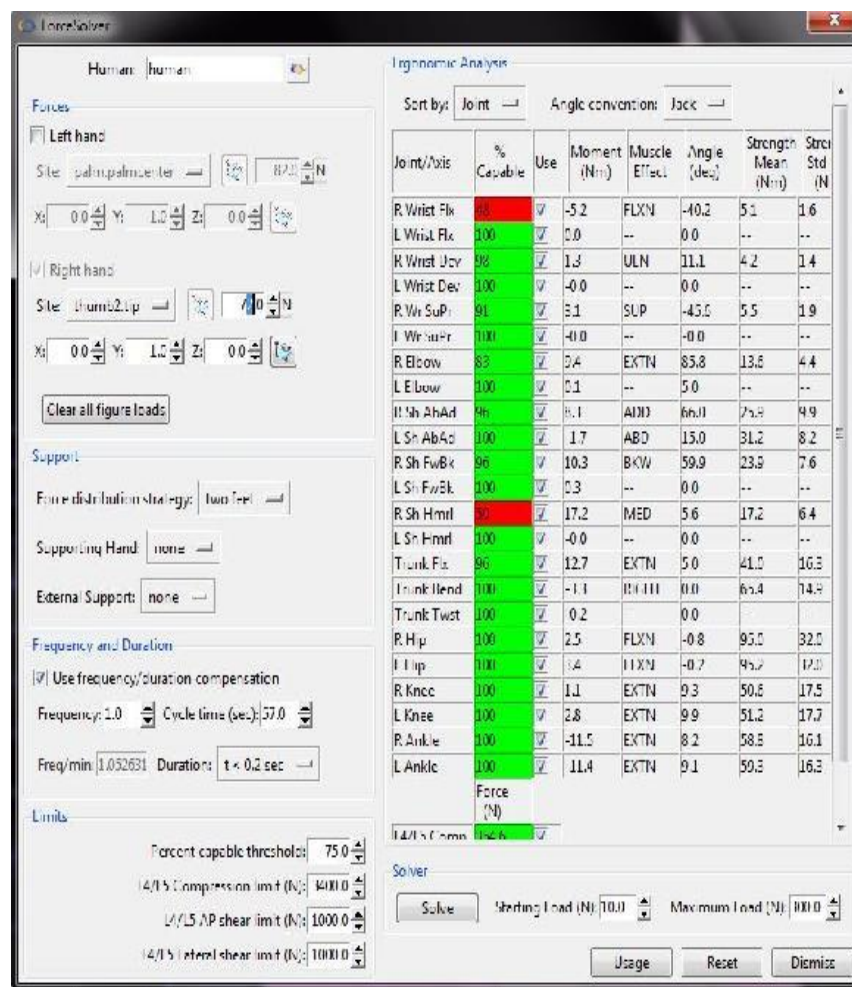 ForceSolver
Human: human
Forces
Left hand
Site: palm.palmcenter 82.0 N
X: 0.0 Y: 1.0 Z: 0.0
Right hand
Site: thumb2.tip N
X: 0.0 Y: 1.0 Z: 0.0
Clear all figure loads
Support
Force distribution strategy: two feet
Supporting Hand: none
External Support: none
Frequency and Duration
Use frequency/duration compensation
Frequency: 1.0 Cycle time (sec): 57.0
Freq/min: 1.052631 Duration: t < 0.2 sec
Limits
Percent capable threshold: 75.0
L4/L5 Compression limit (N): 3400.0
L4/L5 AP shear limit (N): 1000.0
L4/L5 Lateral shear limit (N): 1000.0
Ergonomic Analysis
Sort by: Joint Angle convention: Jack
Joint/Axis % Capable Use Moment (Nm) Muscle Effect Angle (deg) Strength Mean (Nm) Std
R Wrist Flx -5.2 FLXN -40.2 5.1 1.6
L Wrist Flx 100 0.0 -- 0.0 -- --
R Wrist Dev 98 1.3 ULN 11.1 4.2 1.4
L Wrist Dev 100 -0.0 -- 0.0 -- --
R Wr SuPr 91 3.1 SUP 5.5 1.9
L Wr SuPr 100 -0.0 -- -0.0 -- --
R Elbow 83 EXTN 85.8 13.6 4.4
L Elbow 100 0.1 -- 5.0 -- --
R Sh AbAd 96 ADD 66.0 25.9 9.9
L Sh AbAd 100 1.7 ABD 15.0 31.2 8.2
R Sh FwBk 96 10.3 BKW 59.9 23.9 7.6
L Sh FwBk 100 0.3 -- 0.0 -- --
R Sh Hmrl 17.2 MED 5.6 17.2 6.4
L Sh Hmrl 100 -0.0 -- 0.0 -- --
Trunk Flx 96 12.7 EXTN 5.0 41.0 16.3
Trunk Bend 100 RIGHT 0.0 65.4 14.9
Trunk Twst 100 0.2 0.0
R Hip 100 2.5 FLXN -0.8 95.0 32.0
L Hip 100 FLXN -0.2 95.2 32.0
R Knee 100 1.1 EXTN 9.3 50.6 17.5
L Knee 100 2.8 EXTN 9.9 51.2 17.7
R Ankle 100 -11.5 EXTN 8.2 16.1
L Ankle 100 11.4 EXTN 9.1 59.3 16.3
Force (N)
L4/L5 Comp
Solver
Solve Starting Load (N): 10.0 Maximum Load (N):
Usage Reset Dismiss